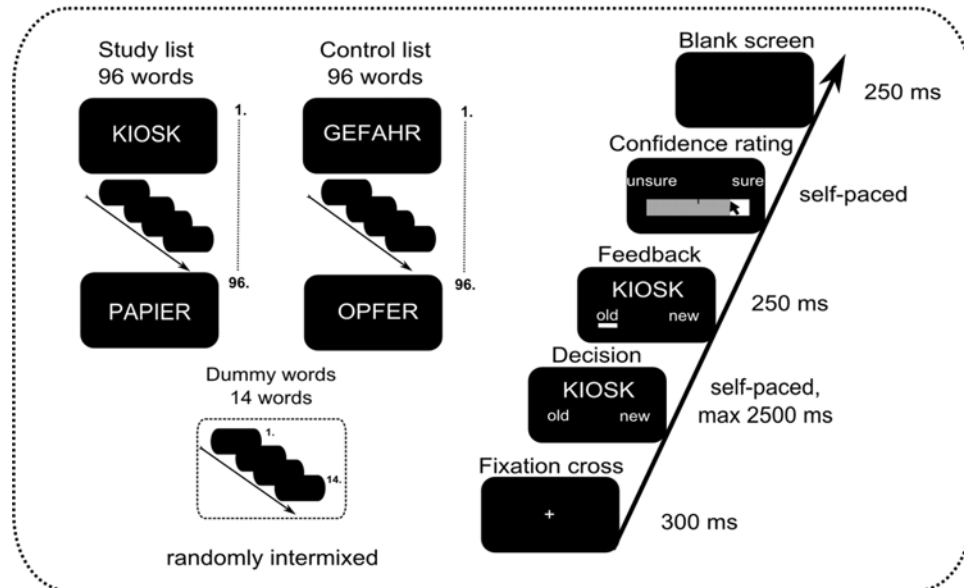 Study list
96 words
KIOSK
1.
96.
PAPIER
Control list
96 words
GEFAHR
1.
96.
OPFER
Dummy words
14 words
1.
14.
randomly intermixed
Blank screen
250 ms
Confidence rating
unsure sure
self-paced
Feedback
KIOSK
old new
250 ms
Decision
KIOSK
old new
self-paced,
max 2500 ms
Fixation cross
+
300 ms